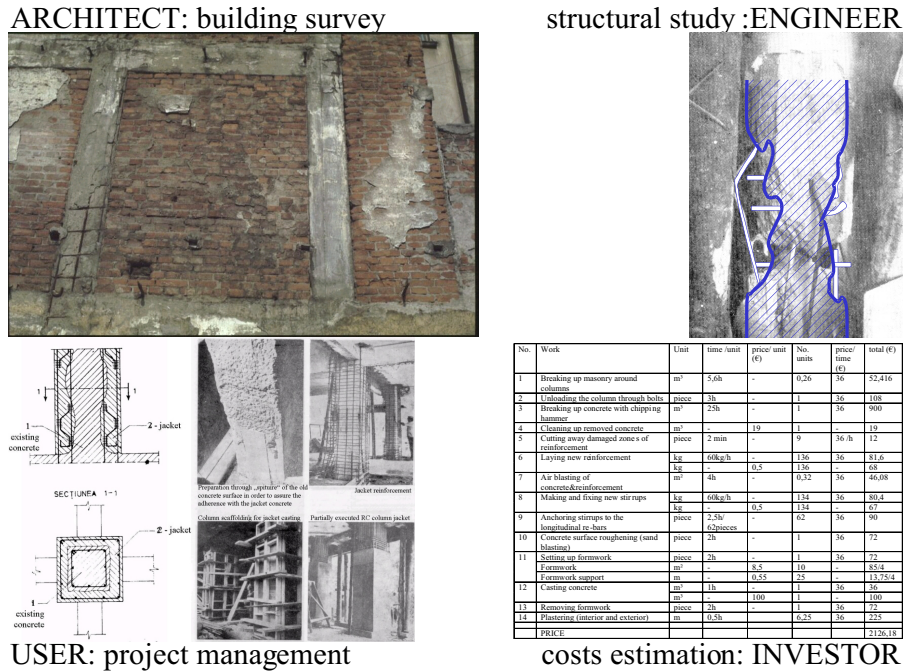 ARCHITECT: building survey
structural study :ENGINEER
1
1
1
existing
concrete
2 - jacket
SECŢIUNEA 1-1
2 - jacket
1
existing
concrete
Preparation through „spiture” of the old
concrete surface in order to assure the
adherence with the jacket concrete
Jacket reinforcement
Column scaffolding for jacket casting
Partially executed RC column jacket
No. Work Unit time /unit price/ unit (€) No. units price/ time (€) total (€)
1 Breaking up masonry around columns m³ 5,6h - 0,26 36 52,416
2 Unloading the column through bolts piece 3h - 1 36 108
3 Breaking up concrete with chipping hammer m³ 25h - 1 36 900
4 Cleaning up removed concrete m³ - 19 1 - 19
5 Cutting away damaged zones of reinforcement piece 2 min - 9 36 /h 12
6 Laying new reinforcement kg 60kg/h - 136 36 81,6
kg - 0,5 136 - 68
7 Air blasting of concrete&reinforcement m² 4h - 0,32 36 46,08
8 Making and fixing new stirrups kg 60kg/h - 134 36 80,4
kg - 0,5 134 - 67
9 Anchoring stirrups to the longitudinal re-bars piece 2,5h/ 62pieces - 62 36 90
10 Concrete surface roughening (sand blasting) piece 2h - 1 36 72
11 Setting up formwork piece 2h - 1 36 72
Formwork m² - 8,5 10 - 85/4
Formwork support m - 0,55 25 - 13,75/4
12 Casting concrete m³ 1h - 1 36 36
m³ - 100 1 - 100
13 Removing formwork piece 2h - 1 36 72
14 Plastering (interior and exterior) m 0,5h 6,25 36 225
PRICE 2126,18
USER: project management
costs estimation: INVESTOR